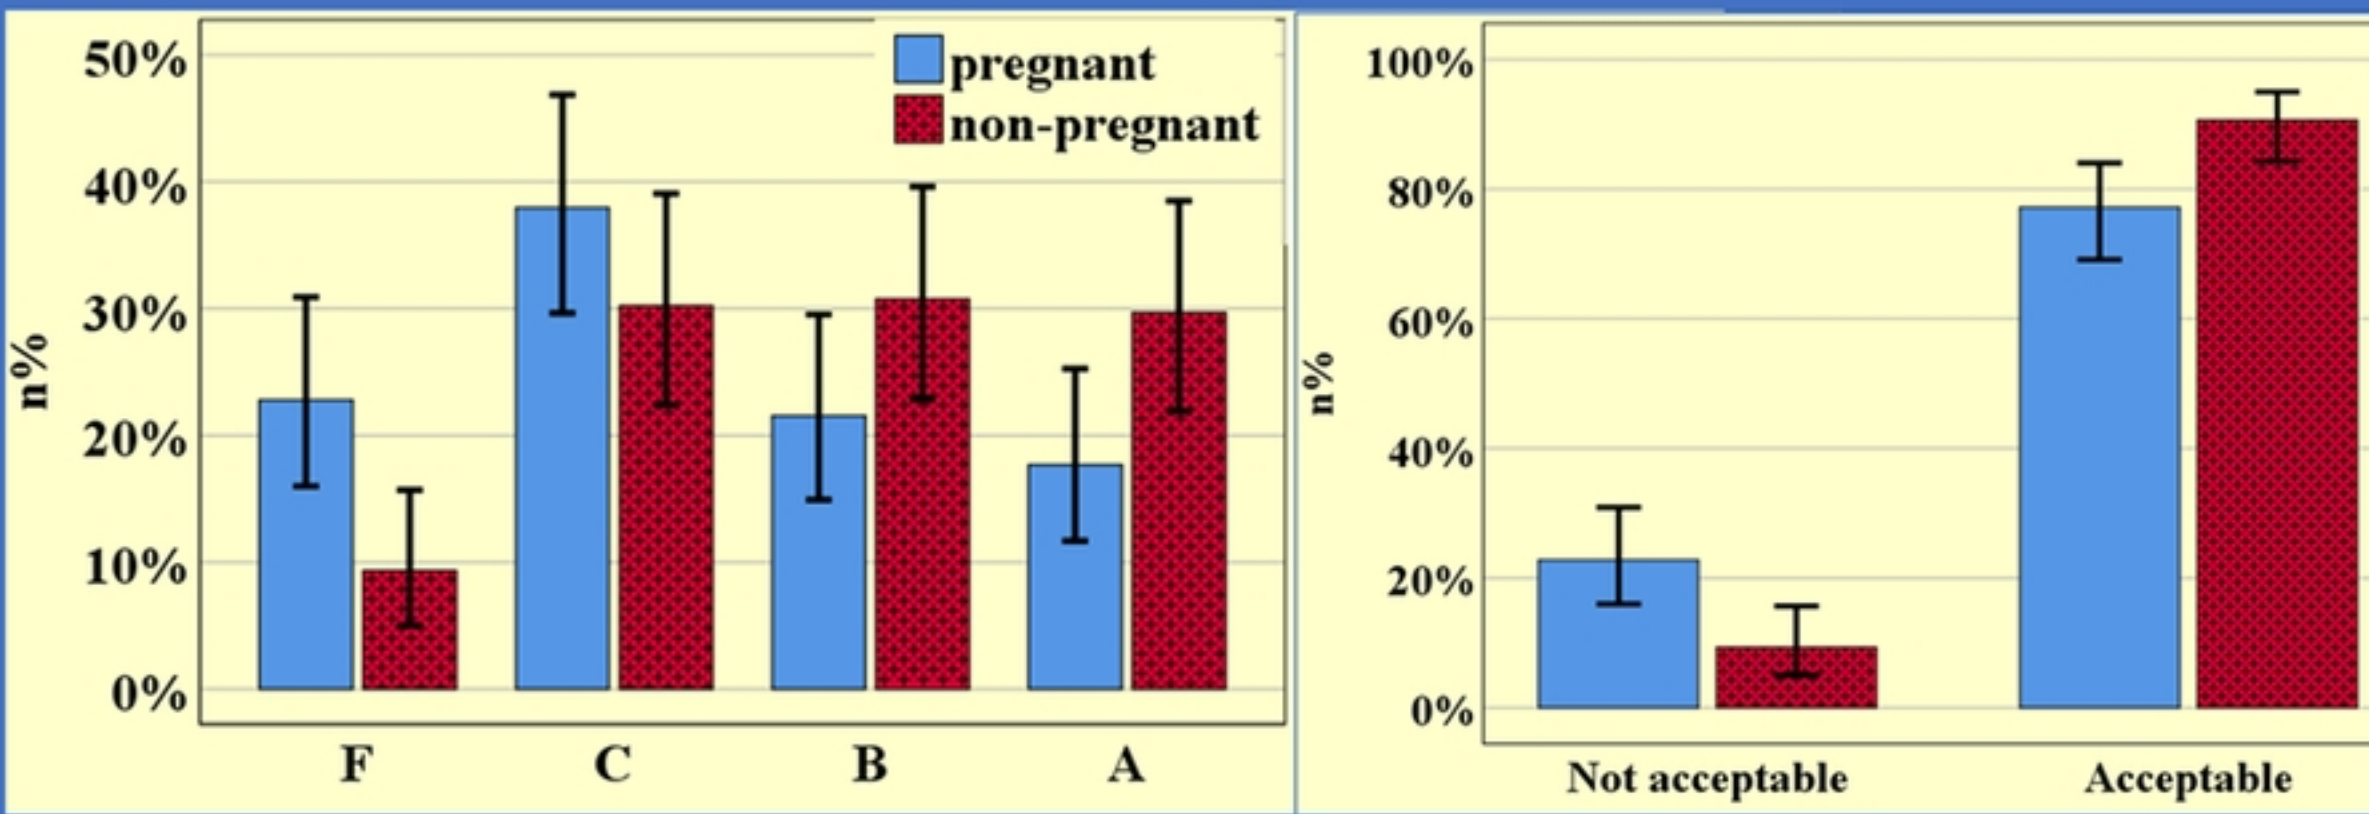 50%
40%
30%
20%
10%
0%
n%
pregnant
non-pregnant
F C B A
100%
80%
60%
40%
20%
0%
n%
Not acceptable Acceptable